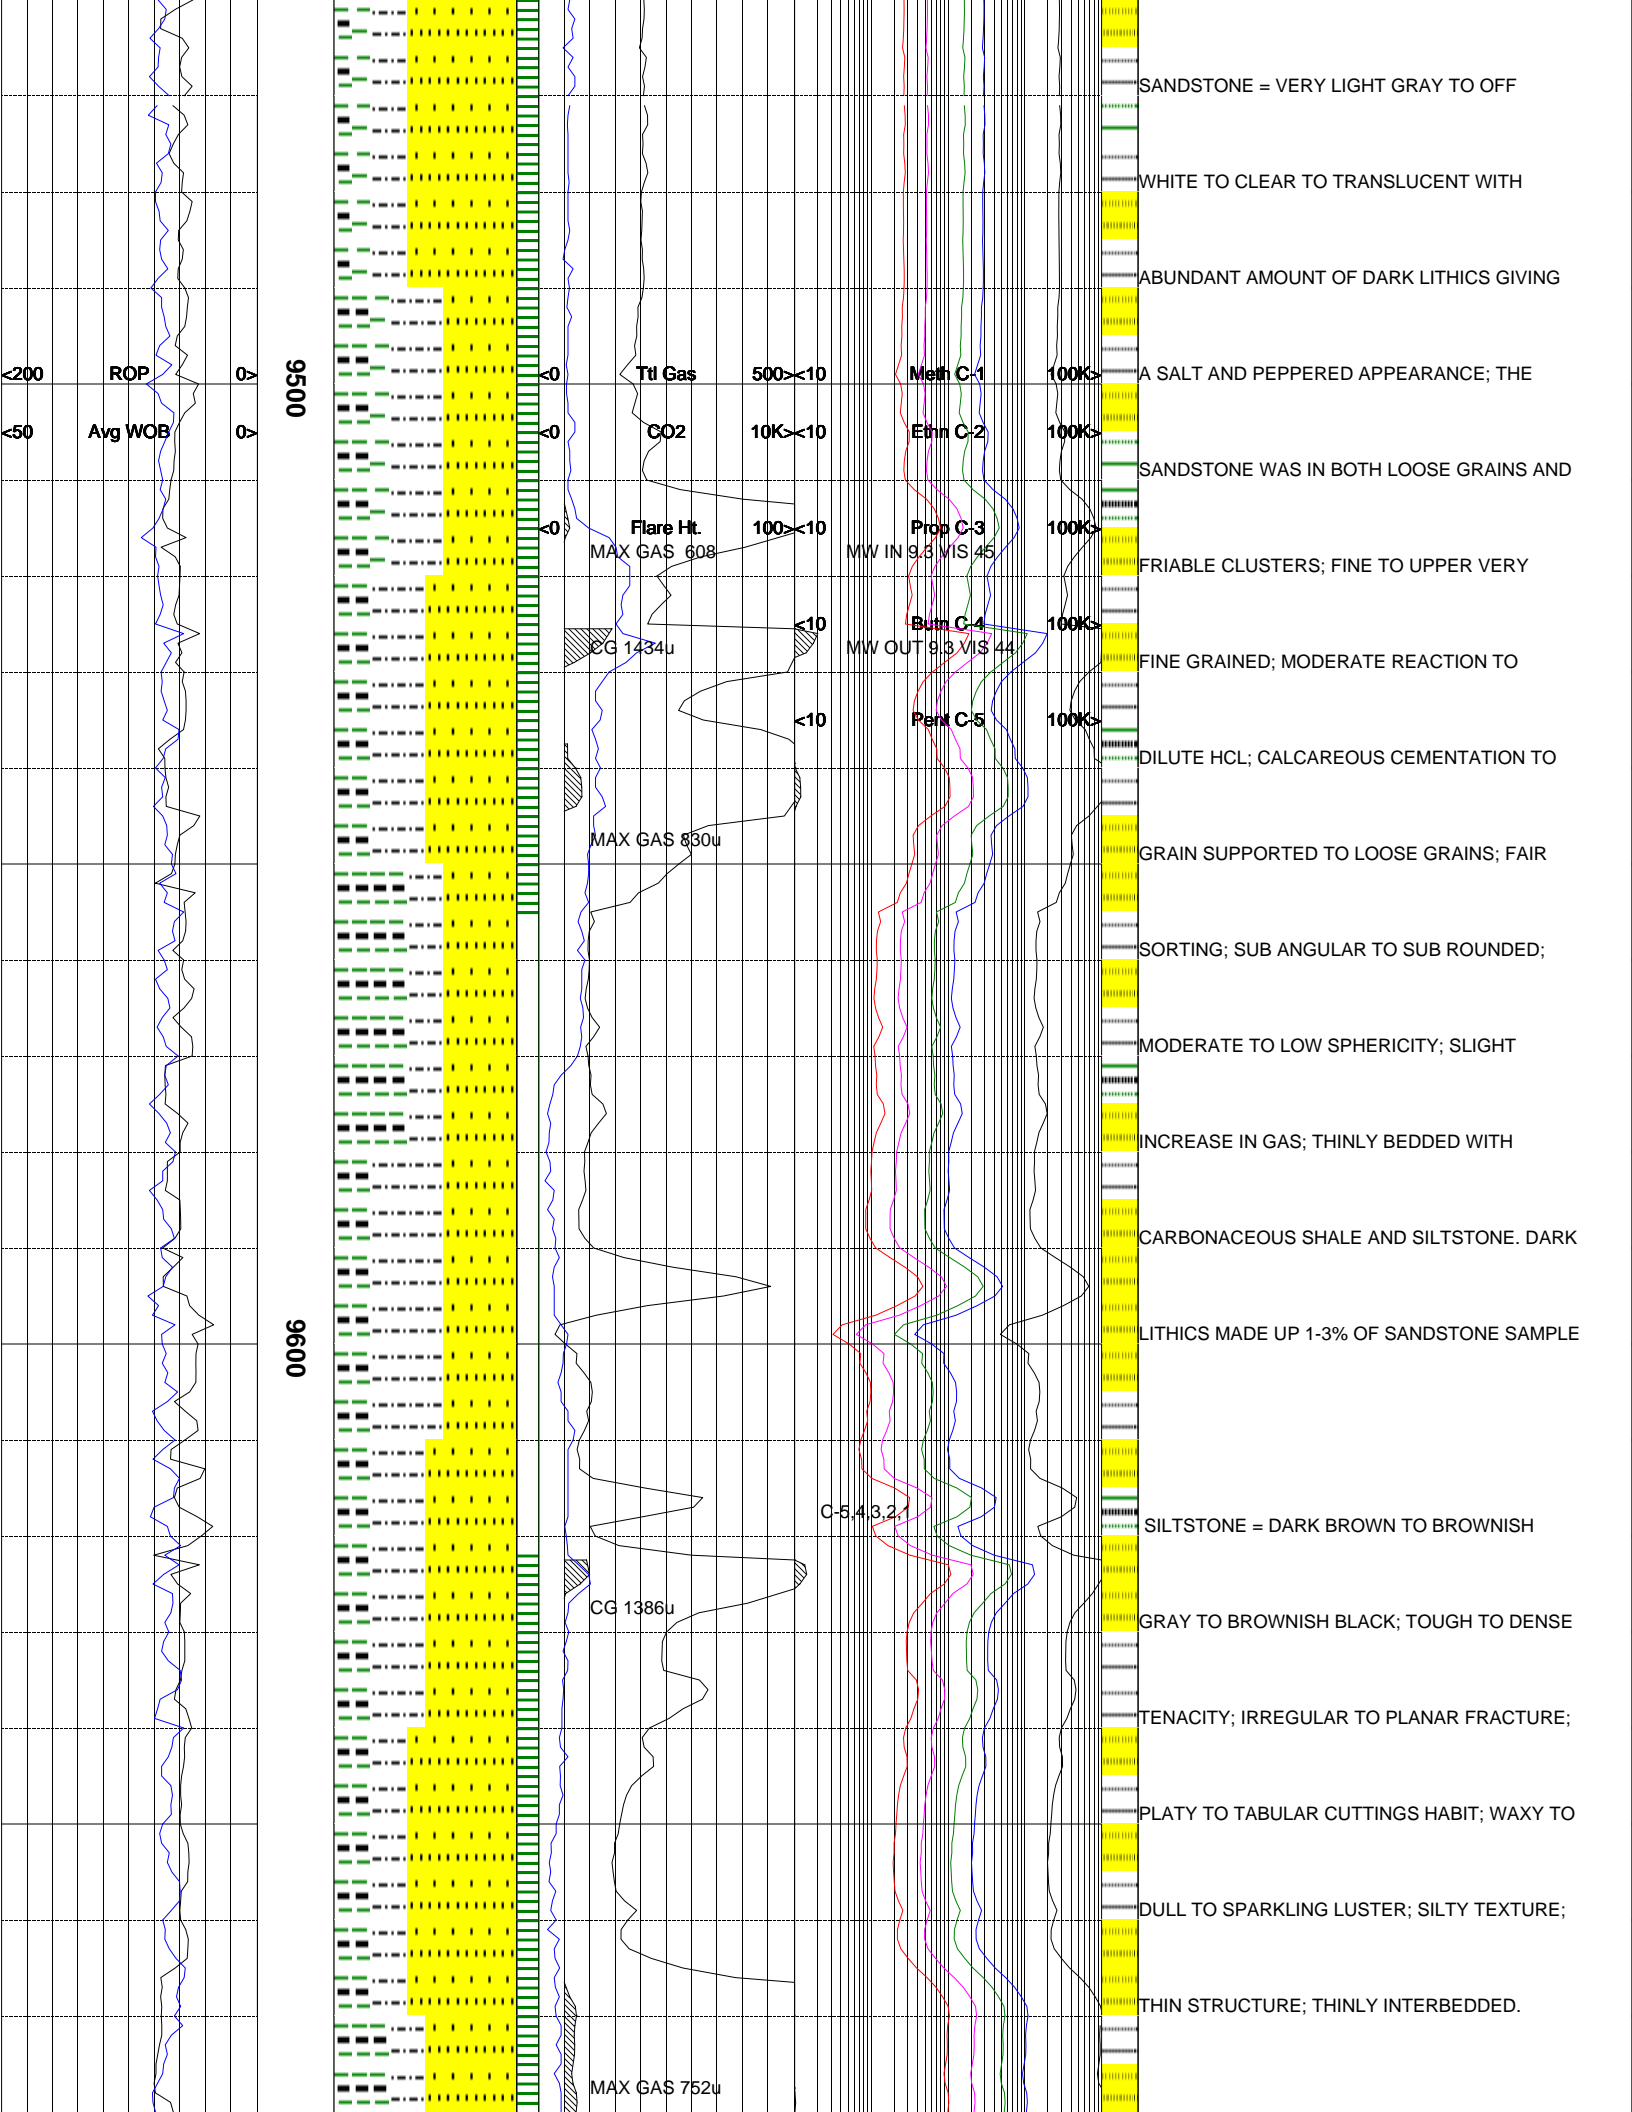 SANDSTONE = VERY LIGHT GRAY TO OFF
WHITE TO CLEAR TO TRANSLUCENT WITH
ABUNDANT AMOUNT OF DARK LITHICS GIVING
9500
<200 ROP 0> <0 Ttl Gas 500> <10 Meth C-1 100K>
A SALT AND PEPPERED APPEARANCE; THE
<50 Avg WOB 0> <0 CO2 10K> <10 Ethn C-2 100K>
SANDSTONE WAS IN BOTH LOOSE GRAINS AND
<0 Flare Ht. 100> <10 Prop C-3 100K>
MAX GAS 608 MW IN 9.3 VIS 45
FRIABLE CLUSTERS; FINE TO UPPER VERY
<10 Butn C-4 100K>
CG 1434u MW OUT 9.3 VIS 44
FINE GRAINED; MODERATE REACTION TO
<10 Pent C-5 100K>
DILUTE HCL; CALCAREOUS CEMENTATION TO
MAX GAS 830u
GRAIN SUPPORTED TO LOOSE GRAINS; FAIR
SORTING; SUB ANGULAR TO SUB ROUNDED;
MODERATE TO LOW SPHERICITY; SLIGHT
INCREASE IN GAS; THINLY BEDDED WITH
CARBONACEOUS SHALE AND SILTSTONE. DARK
9600
LITHICS MADE UP 1-3% OF SANDSTONE SAMPLE
C-5,4,3,2,1
SILTSTONE = DARK BROWN TO BROWNISH
CG 1386u
GRAY TO BROWNISH BLACK; TOUGH TO DENSE
TENACITY; IRREGULAR TO PLANAR FRACTURE;
PLATY TO TABULAR CUTTINGS HABIT; WAXY TO
DULL TO SPARKLING LUSTER; SILTY TEXTURE;
THIN STRUCTURE; THINLY INTERBEDDED.
MAX GAS 752u